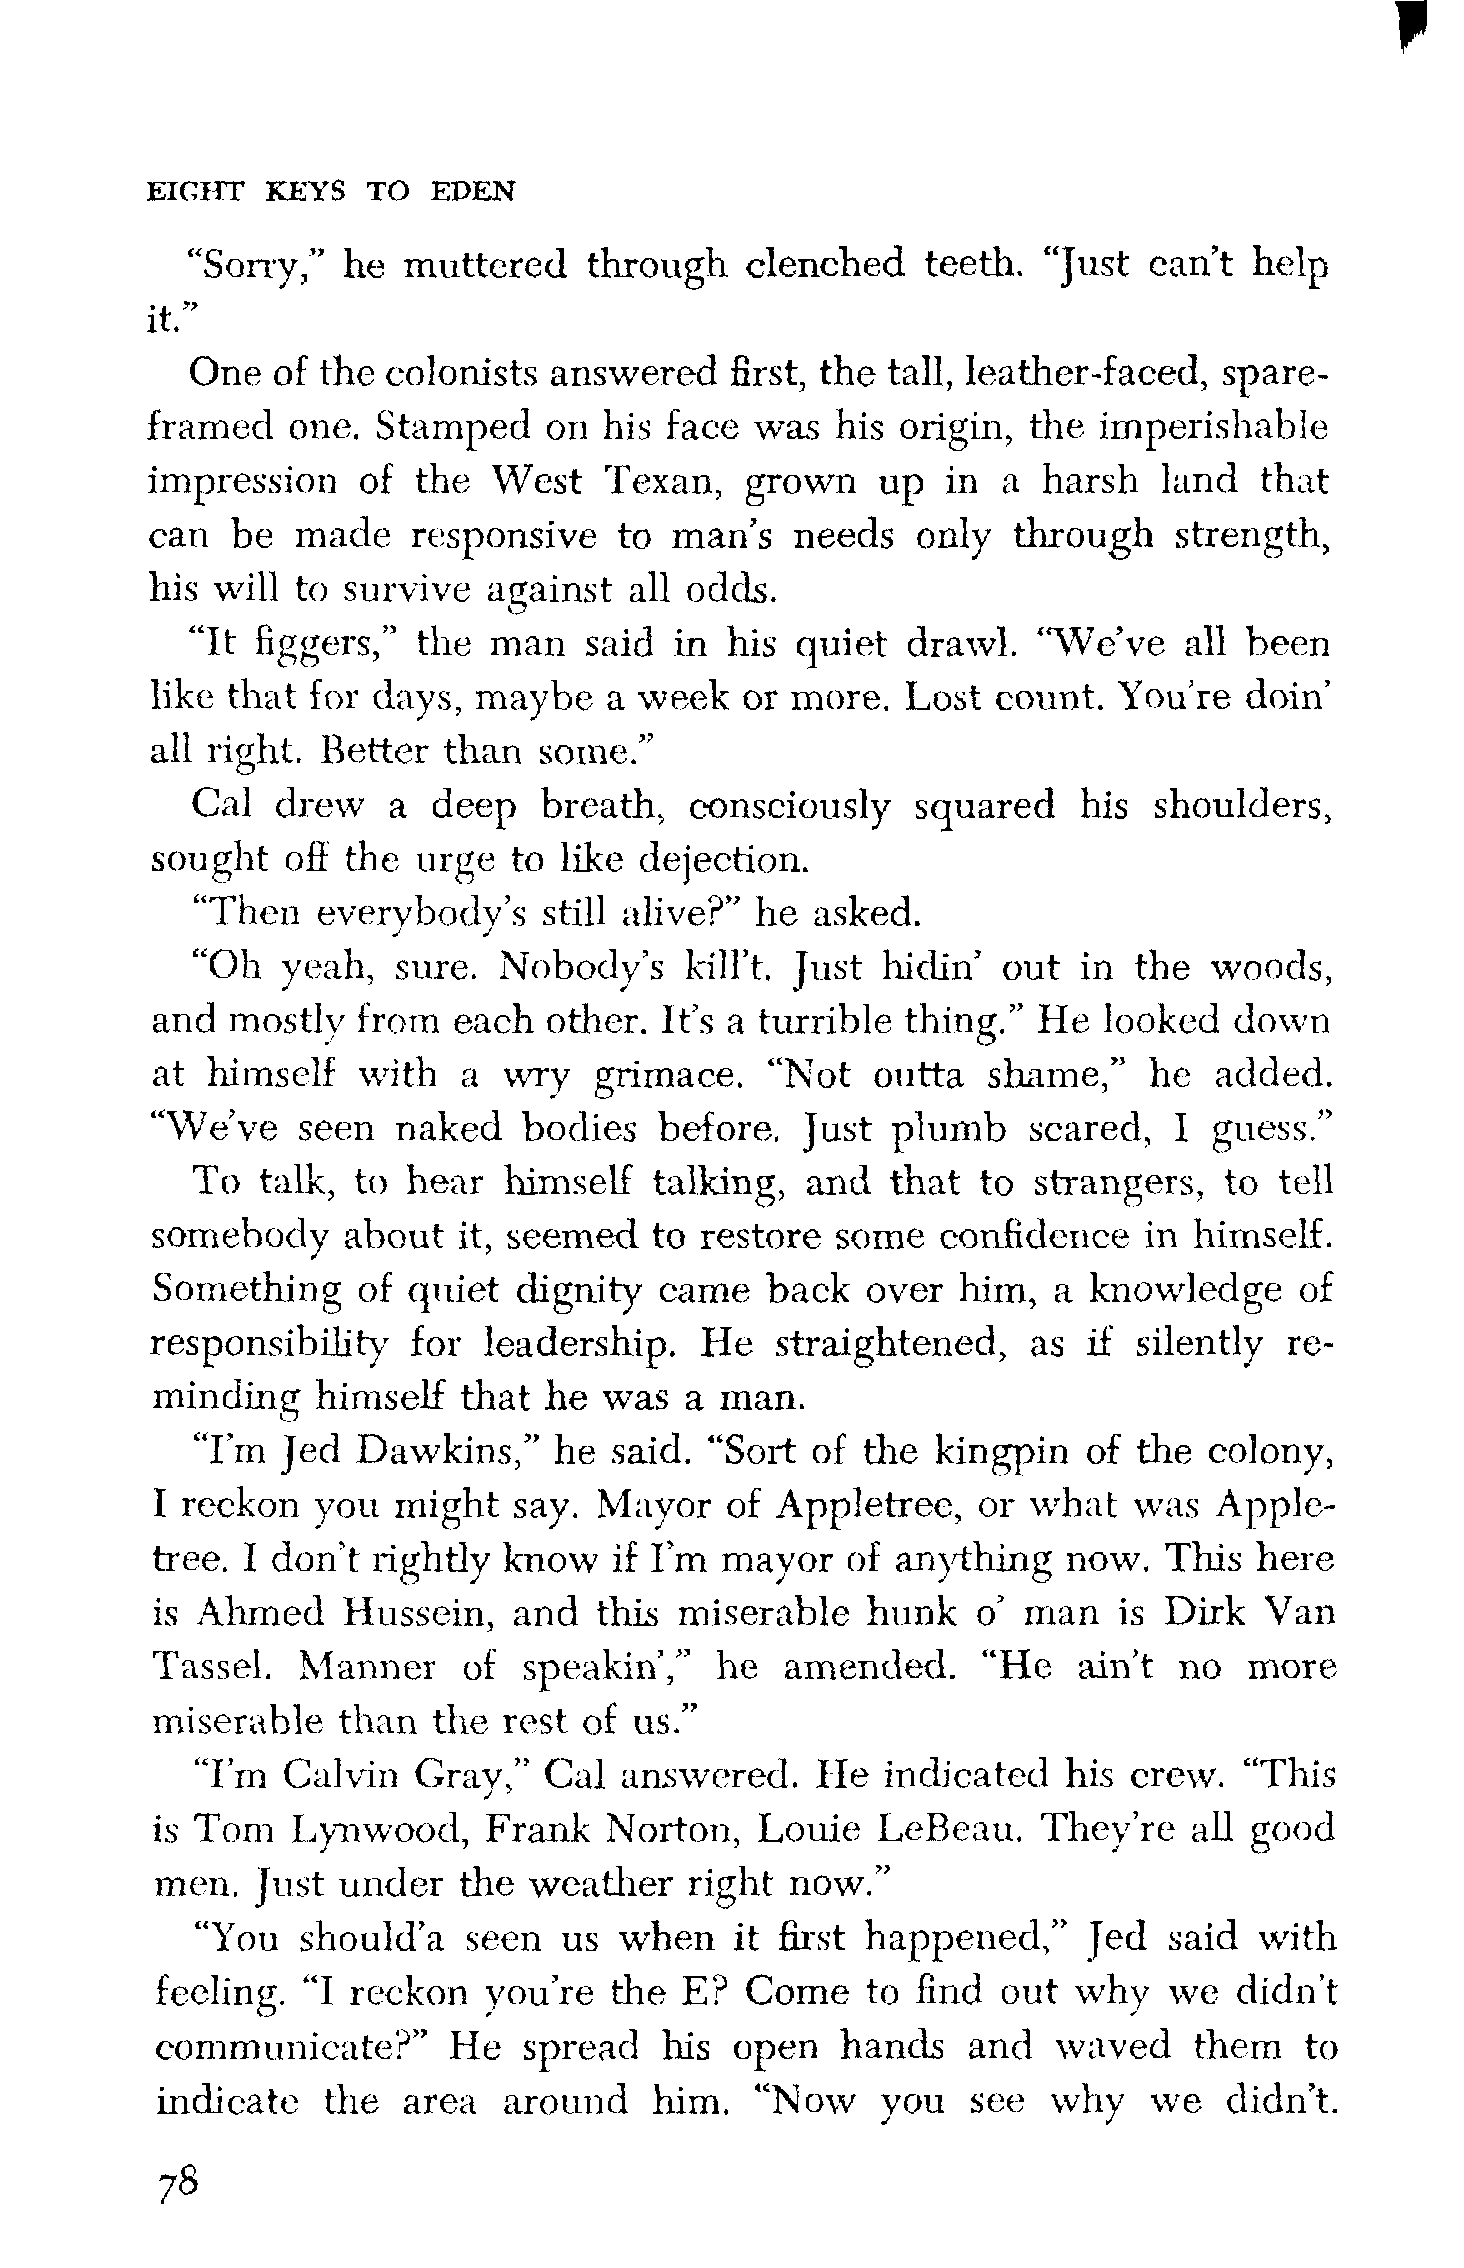 EIGHT KEYS TO EDEN
“Sorry,” he muttered through clenched teeth. “Just can’t help
it.”
One of the colonists answered first, the tall, leather-faced, spare-
framed one. Stamped on his face was his origin, the imperishable
impression of the West Texan, grown up in a harsh land that
can be made responsive to man’s needs only through strength,
his will to survive against all odds.
“It figgers,” the man said in his quiet drawl. “We’ve all been
like that for days, maybe a week or more. Lost count. You’re doin’
all right. Better than some.”
Cal drew a deep breath, consciously squared his shoulders,
sought off the urge to like dejection.
“Then everybody’s still alive?” he asked.
“Oh yeah, sure. Nobody’s kill’t. Just hidin’ out in the woods,
and mostly from each other. It’s a turrible thing.” He looked down
at himself with a wry grimace. “Not outta shame,” he added.
“We’ve seen naked bodies before. Just plumb scared, I guess.”
To talk, to hear himself talking, and that to strangers, to tell
somebody about it, seemed to restore some confidence in himself.
Something of quiet dignity came back over him, a knowledge of
responsibility for leadership. He straightened, as if silently re-
minding himself that he was a man.
“I’m Jed Dawkins,” he said. “Sort of the kingpin of the colony,
I reckon you might say. Mayor of Appletree, or what was Apple-
tree. I don’t rightly know if I’m mayor of anything now. This here
is Ahmed Hussein, and this miserable hunk o’ man is Dirk Van
Tassel. Manner of speakin’,” he amended. “He ain’t no more
miserable than the rest of us.”
“I’m Calvin Gray,” Cal answered. He indicated his crew. “This
is Tom Lynwood, Frank Norton, Louie LeBeau. They’re all good
men. Just under the weather right now.”
“You should’a seen us when it first happened,” Jed said with
feeling. “I reckon you’re the E? Come to find out why we didn’t
communicate?” He spread his open hands and waved them to
indicate the area around him. “Now you see why we didn’t.
78